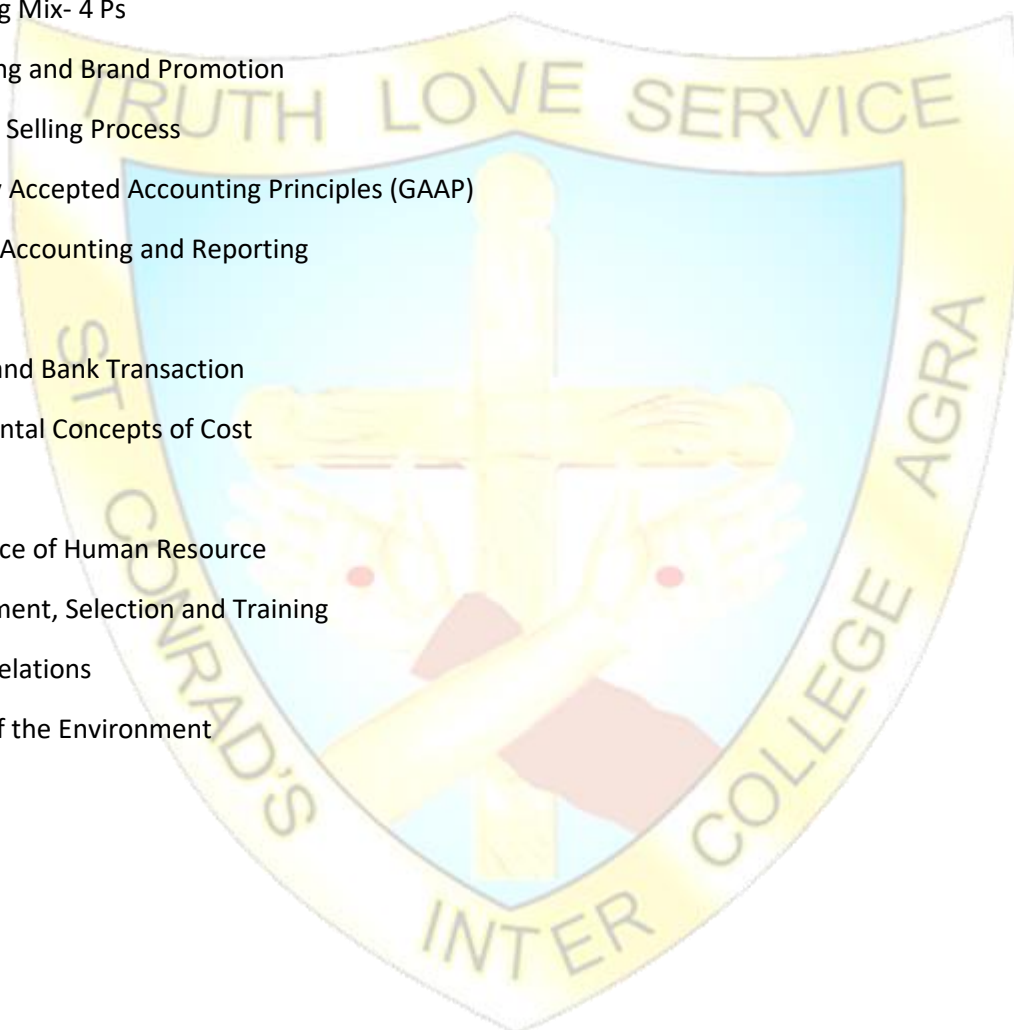 g Mix- 4 Ps
ng and Brand Promotion
Selling Process
y Accepted Accounting Principles (GAAP)
Accounting and Reporting
and Bank Transaction
ntal Concepts of Cost
ce of Human Resource
ment, Selection and Training
elations
f the Environment
TRUTH LOVE SERVICE
ST CONRAD'S INTER COLLEGE AGRA